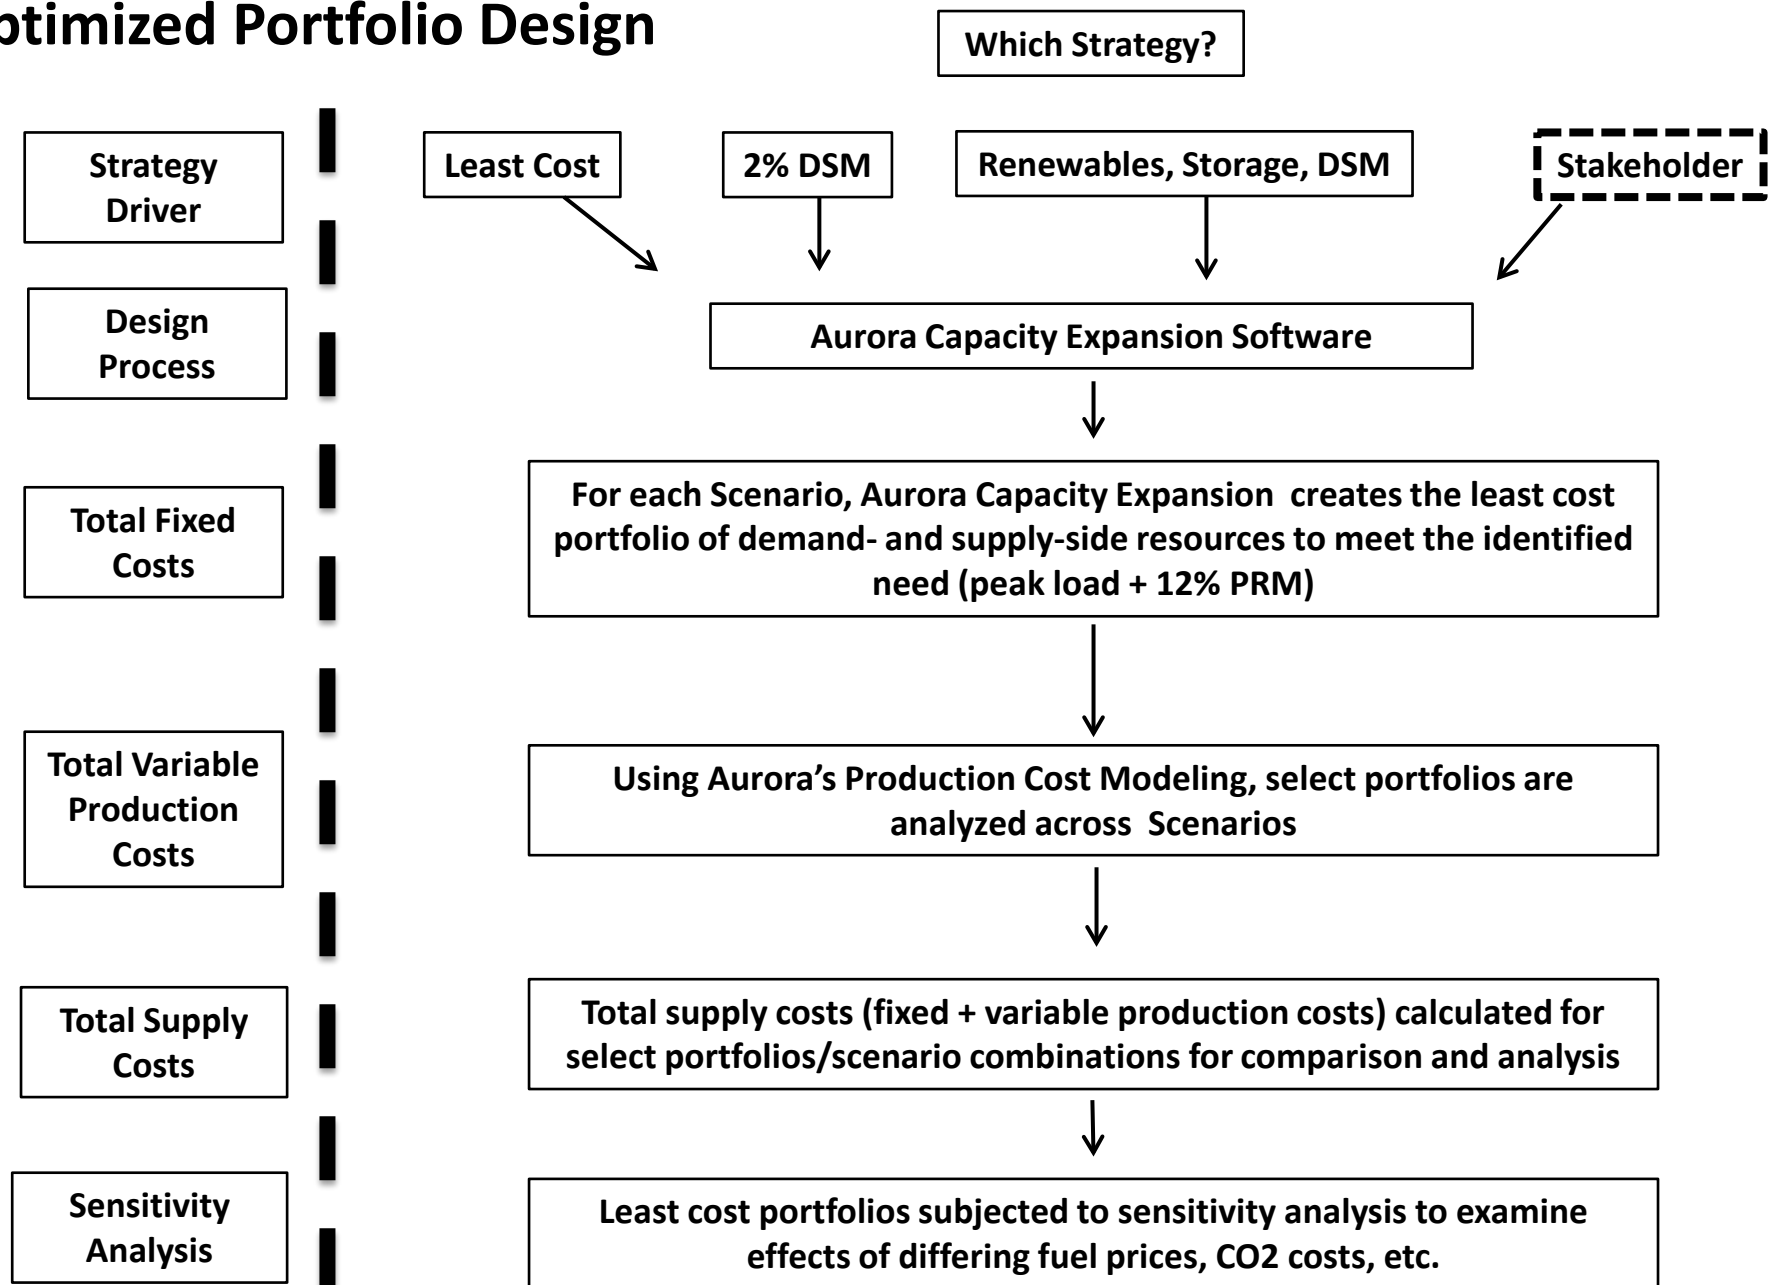 ptimized Portfolio Design
Which Strategy?
Strategy
Driver
Least Cost
2% DSM
Renewables, Storage, DSM
Stakeholder
Design
Process
Aurora Capacity Expansion Software
Total Fixed
Costs
For each Scenario, Aurora Capacity Expansion  creates the least cost
portfolio of demand- and supply-side resources to meet the identified
need (peak load + 12% PRM)
Total Variable
Production
Costs
Using Aurora’s Production Cost Modeling, select portfolios are
analyzed across  Scenarios
Total Supply
Costs
Total supply costs (fixed + variable production costs) calculated for
select portfolios/scenario combinations for comparison and analysis
Sensitivity
Analysis
Least cost portfolios subjected to sensitivity analysis to examine
effects of differing fuel prices, CO2 costs, etc.